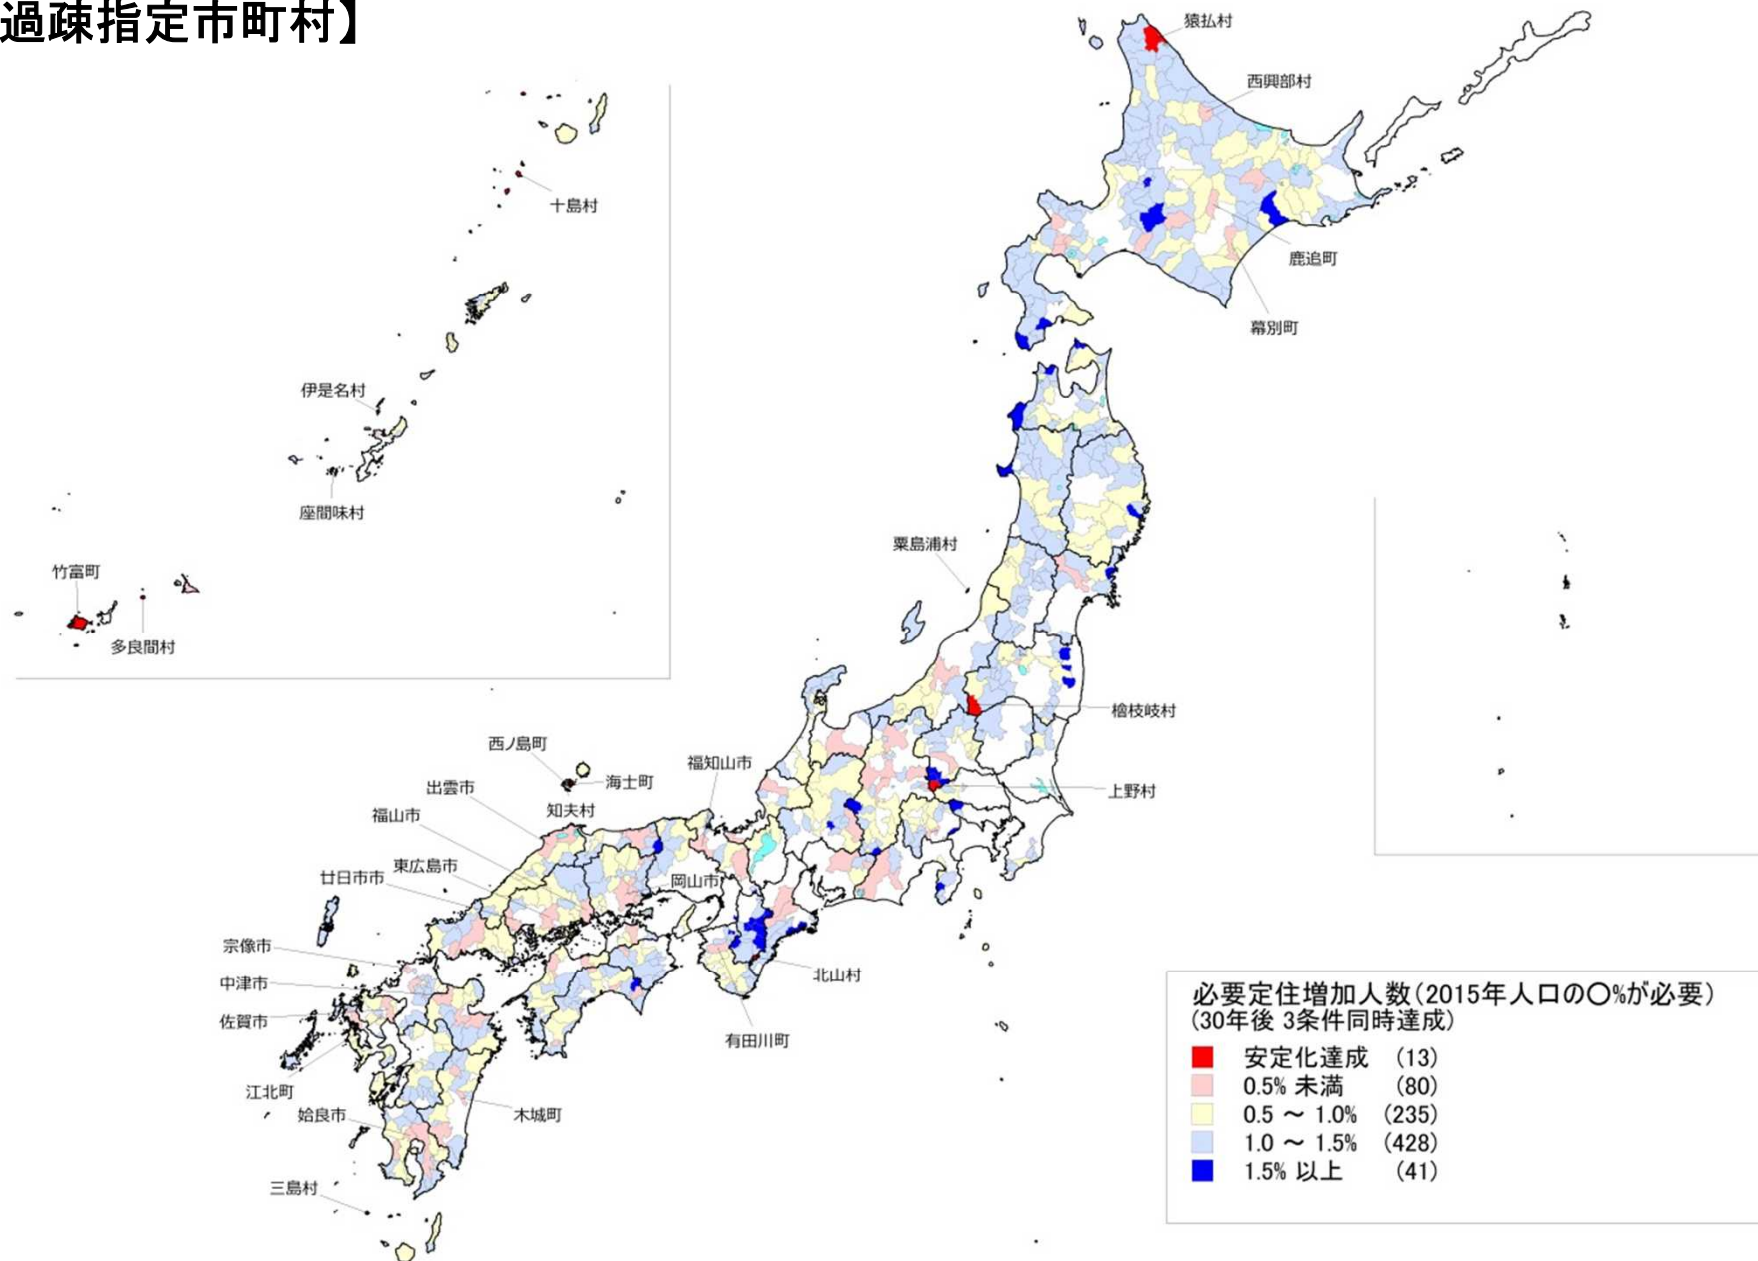 過疎指定市町村】
猿払村
西興部村
十島村
鹿追町
幕別町
伊是名村
座間味村
粟島浦村
竹富町
多良間村
檜枝岐村
西ノ島町
海士町
福知山市
出雲市
知夫村
上野村
福山市
東広島市
廿日市市
岡山市
宗像市
北山村
中津市
佐賀市
有田川町
江北町
姶良市
木城町
三島村
必要定住増加人数(2015年人口の〇%が必要)
(30年後 3条件同時達成)
安定化達成 (13)
0.5% 未満 (80)
0.5 ～ 1.0% (235)
1.0 ～ 1.5% (428)
1.5% 以上 (41)